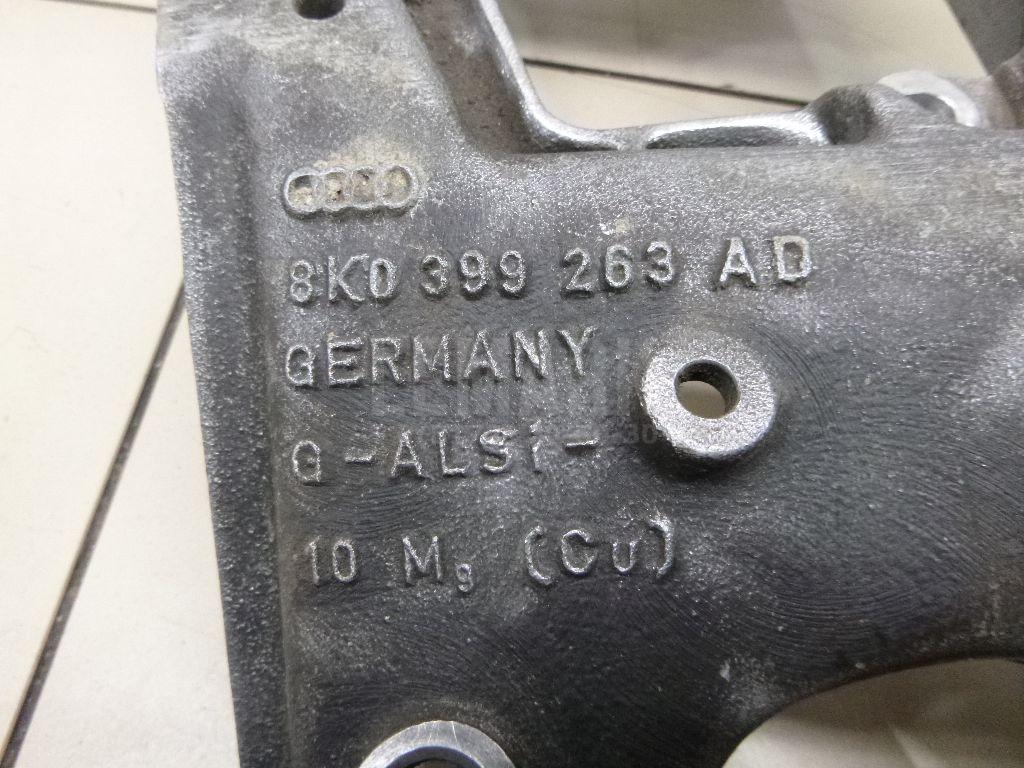 8K0 399 263 AD
GERMANY
G-ALSi-
10 Mg (Cu)